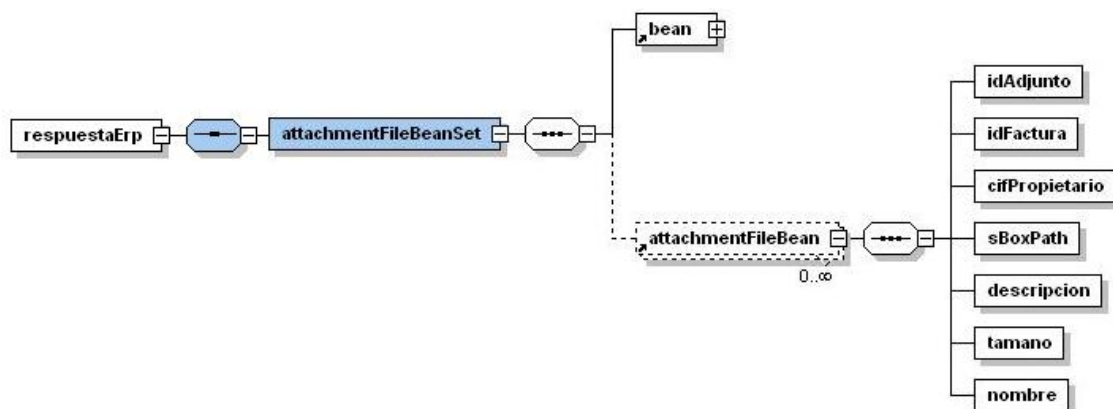 bean
respuestaErp
attachmentFileBeanSet
attachmentFileBean
0..∞
idAdjunto
idFactura
cifPropietario
sBoxPath
descripcion
tamano
nombre